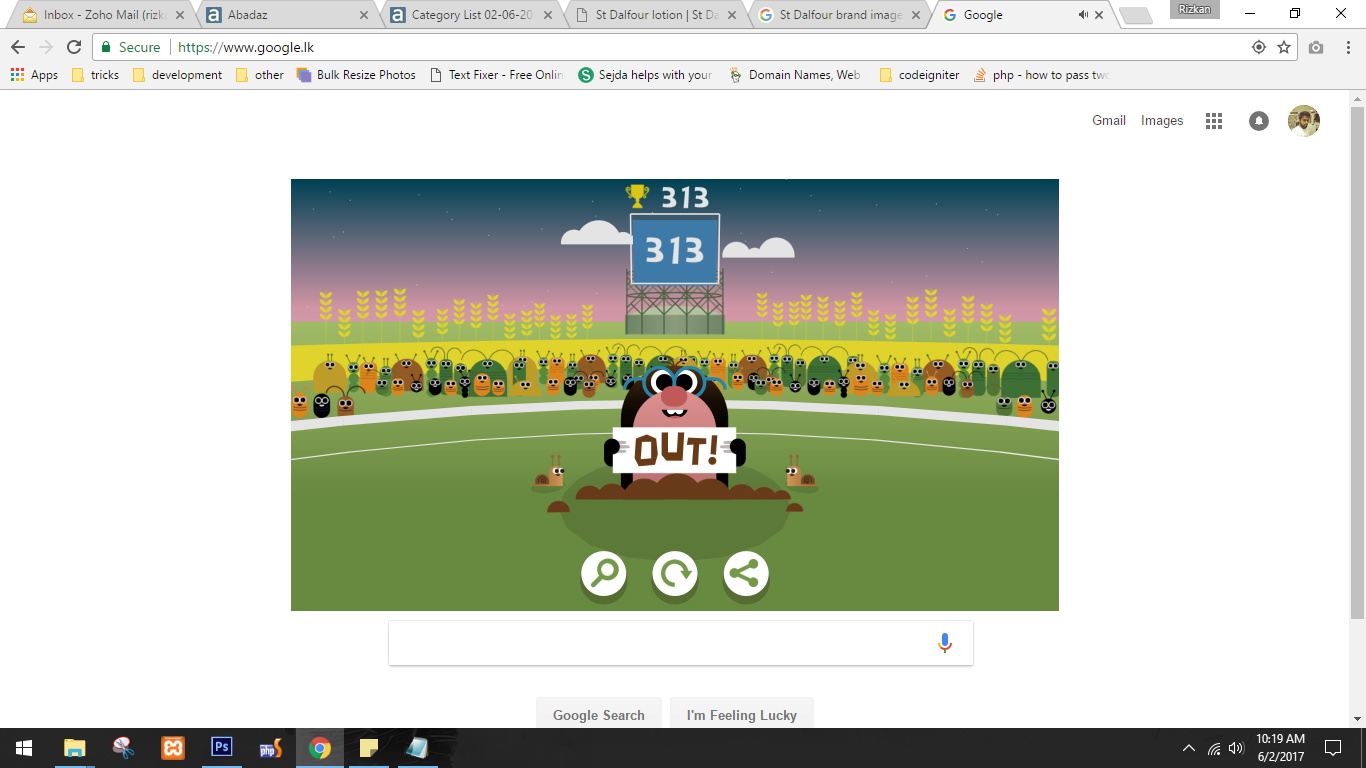 Inbox - Zoho Mail (rizk
Abadaz
Category List 02-06-20
St Dalfour lotion | St Da
St Dalfour brand image
Google
Rizkan
Secure
https://www.google.lk
Apps
tricks
development
other
Bulk Resize Photos
Text Fixer - Free Onlin
Sejda helps with your
Domain Names, Web
codeigniter
php - how to pass two
Gmail
Images
313
313
OUT!
Google Search
I'm Feeling Lucky
Ps
php
10:19 AM
6/2/2017